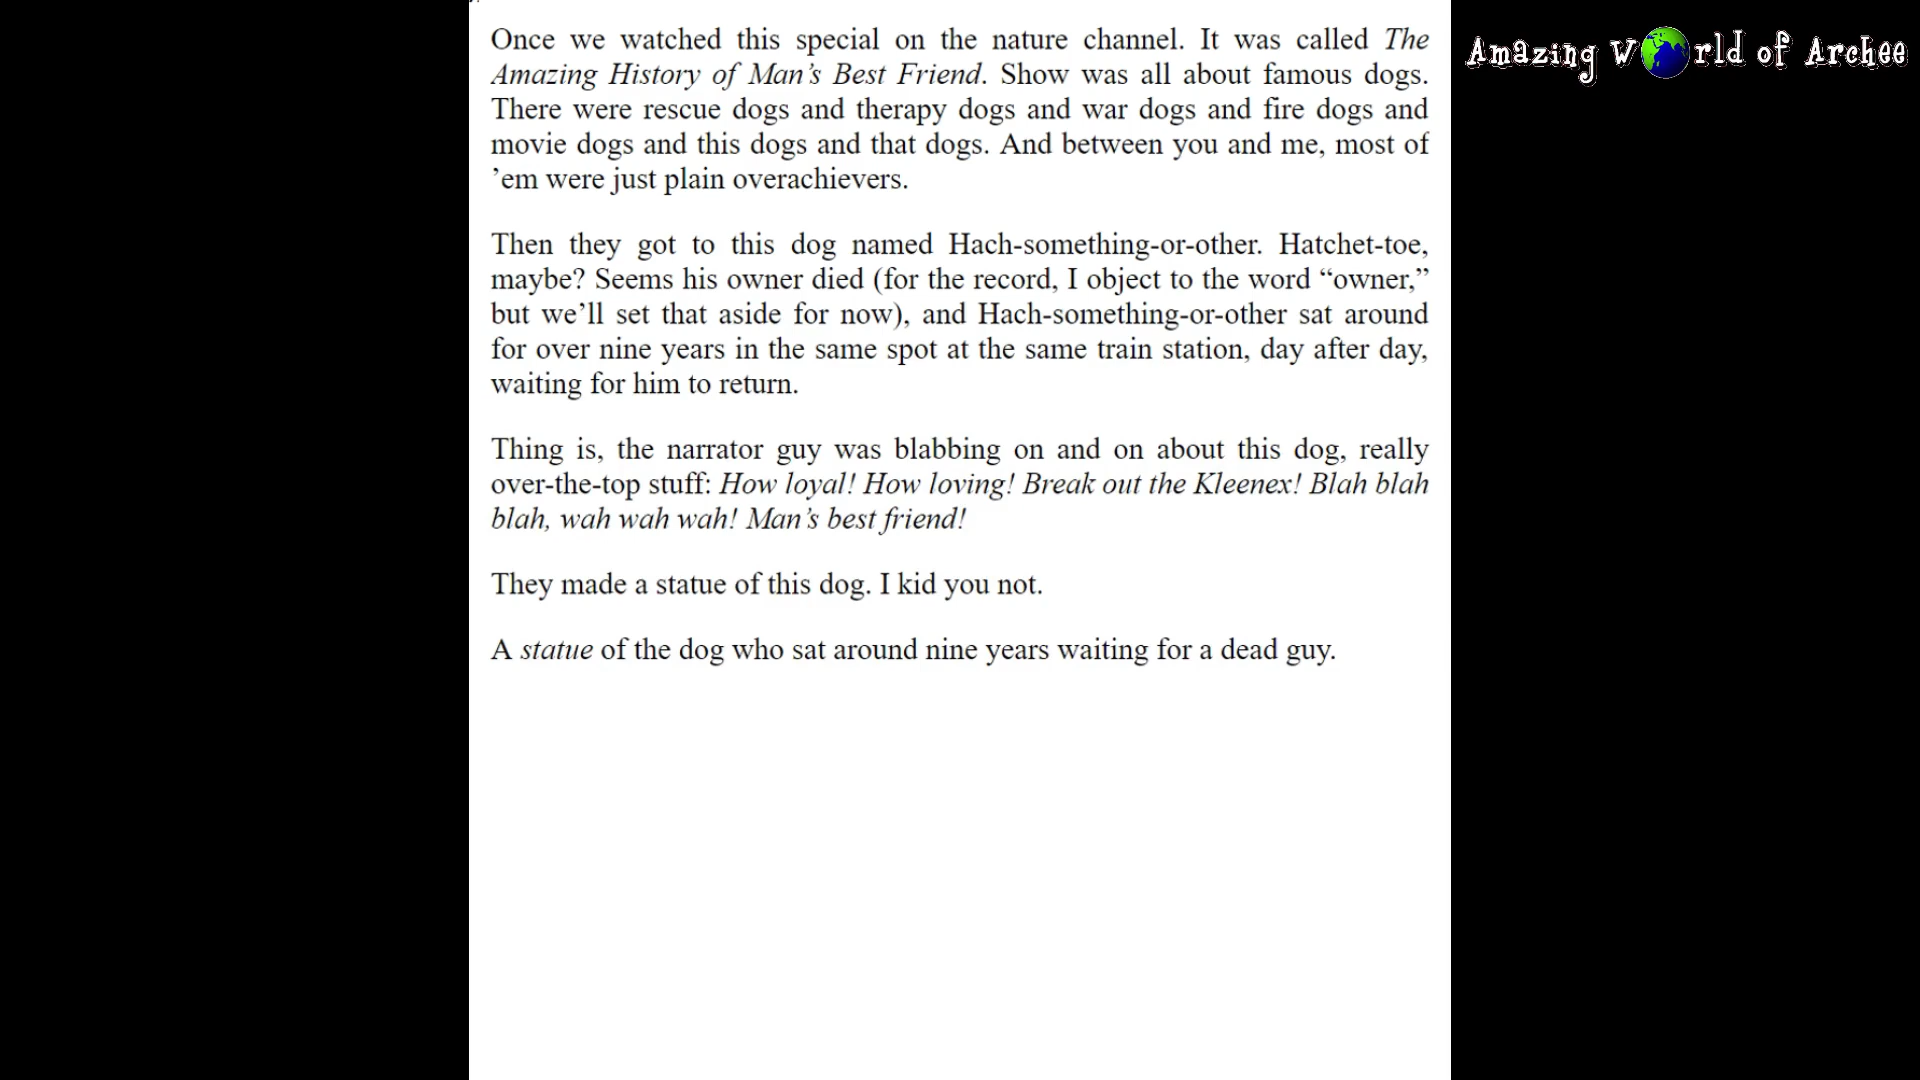 Once we watched this special on the nature channel. It was called The
Amazing History of Man’s Best Friend. Show was all about famous dogs.
There were rescue dogs and therapy dogs and war dogs and fire dogs and
movie dogs and this dogs and that dogs. And between you and me, most of
’em were just plain overachievers.
Then they got to this dog named Hach-something-or-other. Hatchet-toe,
maybe? Seems his owner died (for the record, I object to the word “owner,”
but we’ll set that aside for now), and Hach-something-or-other sat around
for over nine years in the same spot at the same train station, day after day,
waiting for him to return.
Thing is, the narrator guy was blabbing on and on about this dog, really
over-the-top stuff: How loyal! How loving! Break out the Kleenex! Blah blah
blah, wah wah wah! Man’s best friend!
They made a statue of this dog. I kid you not.
A statue of the dog who sat around nine years waiting for a dead guy.
Amazing World of Archee